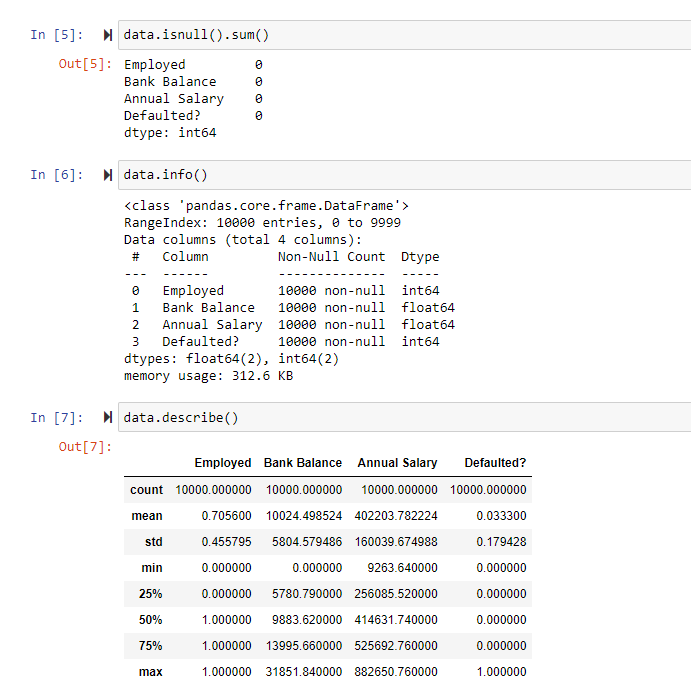 In [5]: data.isnull().sum()
Out[5]: Employed 0
Bank Balance 0
Annual Salary 0
Defaulted? 0
dtype: int64
In [6]: data.info()
<class 'pandas.core.frame.DataFrame'>
RangeIndex: 10000 entries, 0 to 9999
Data columns (total 4 columns):
# Column Non-Null Count Dtype
--- ------ -------------- -----
0 Employed 10000 non-null int64
1 Bank Balance 10000 non-null float64
2 Annual Salary 10000 non-null float64
3 Defaulted? 10000 non-null int64
dtypes: float64(2), int64(2)
memory usage: 312.6 KB
In [7]: data.describe()
Out[7]:
Employed Bank Balance Annual Salary Defaulted?
count 10000.000000 10000.000000 10000.000000 10000.000000
mean 0.705600 10024.498524 402203.782224 0.033300
std 0.455795 5804.579486 160039.674988 0.179428
min 0.000000 0.000000 9263.640000 0.000000
25% 0.000000 5780.790000 256085.520000 0.000000
50% 1.000000 9883.620000 414631.740000 0.000000
75% 1.000000 13995.660000 525692.760000 0.000000
max 1.000000 31851.840000 882650.760000 1.000000